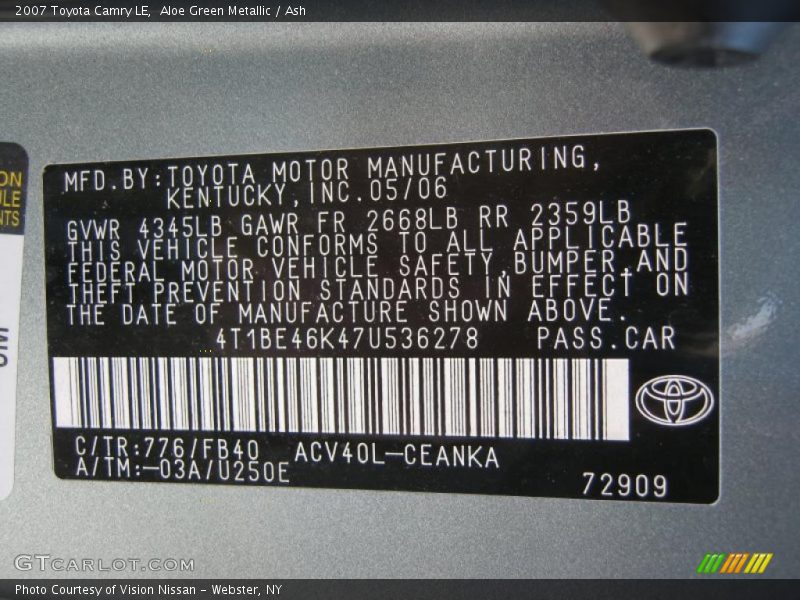 2007 Toyota Camry LE,  Aloe Green Metallic / Ash
ON
ULE
NTS
MFD.BY:TOYOTA MOTOR MANUFACTURING,
KENTUCKY,INC.05/06
GVWR 4345LB GAWR FR 2668LB RR 2359LB
THIS VEHICLE CONFORMS TO ALL APPLICABLE
FEDERAL MOTOR VEHICLE SAFETY,BUMPER,AND
THEFT PREVENTION STANDARDS IN EFFECT ON
THE DATE OF MANUFACTURE SHOWN ABOVE.
4T1BE46K47U536278 PASS.CAR
C/TR:776/FB40 ACV40L-CEANKA
A/TM:-03A/U250E
72909
GTCARLOT.COM
Photo Courtesy of Vision Nissan - Webster, NY